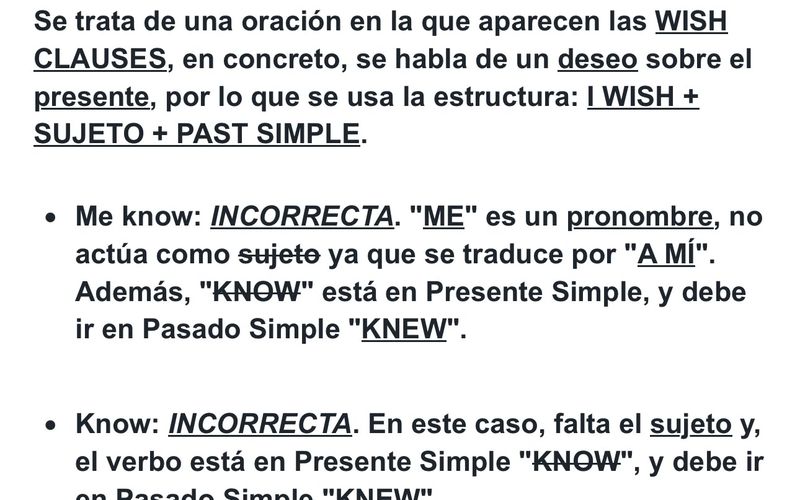 Se trata de una oración en la que aparecen las WISH
CLAUSES, en concreto, se habla de un deseo sobre el
presente, por lo que se usa la estructura: I WISH +
SUJETO + PAST SIMPLE.
• Me know: INCORRECTA. "ME" es un pronombre, no
actúa como sujeto ya que se traduce por "A MÍ".
Además, "KNOW" está en Presente Simple, y debe
ir en Pasado Simple "KNEW".
• Know: INCORRECTA. En este caso, falta el sujeto y,
el verbo está en Presente Simple "KNOW", y debe ir
en Pasado Simple "KNEW"